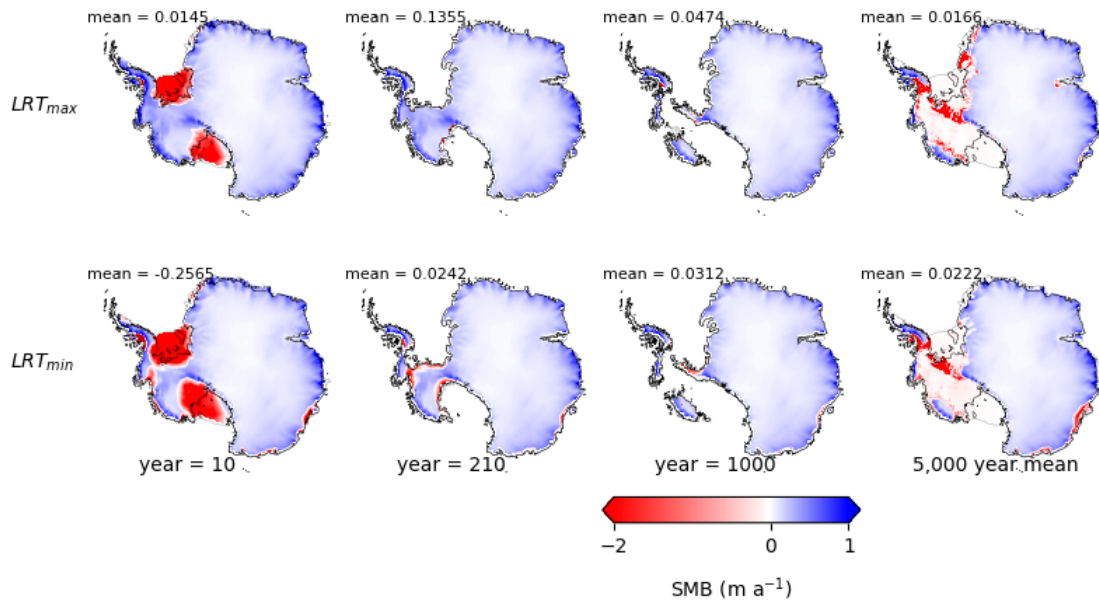 mean = 0.0145 mean = 0.1355 mean = 0.0474 mean = 0.0166
LRTmax
mean = -0.2565 mean = 0.0242 mean = 0.0312 mean = 0.0222
LRTmin
year = 10 year = 210 year = 1000 5,000 year mean
−2 0 1
SMB (m a⁻¹)